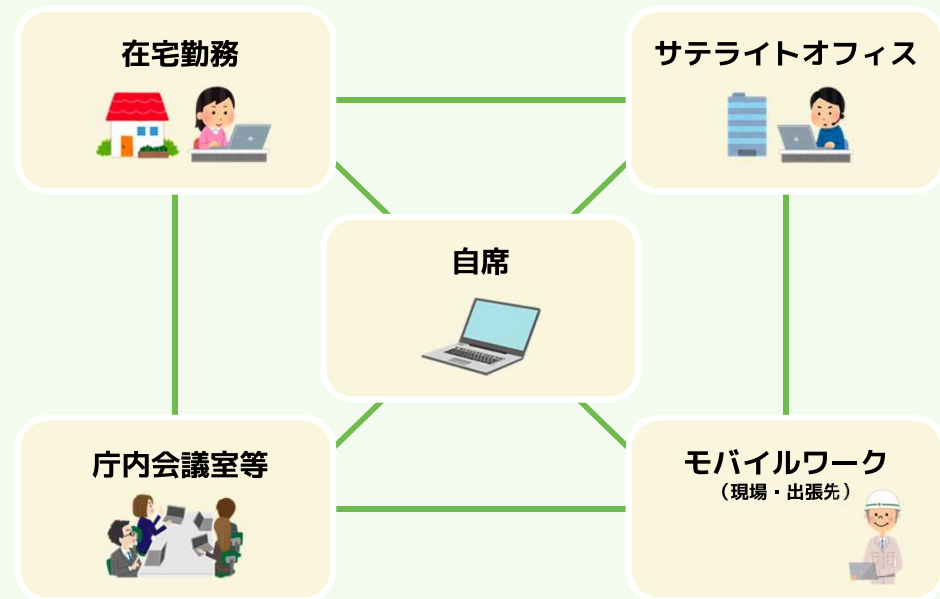 在宅勤務
サテライトオフィス
自席
庁内会議室等
モバイルワーク
（現場・出張先）